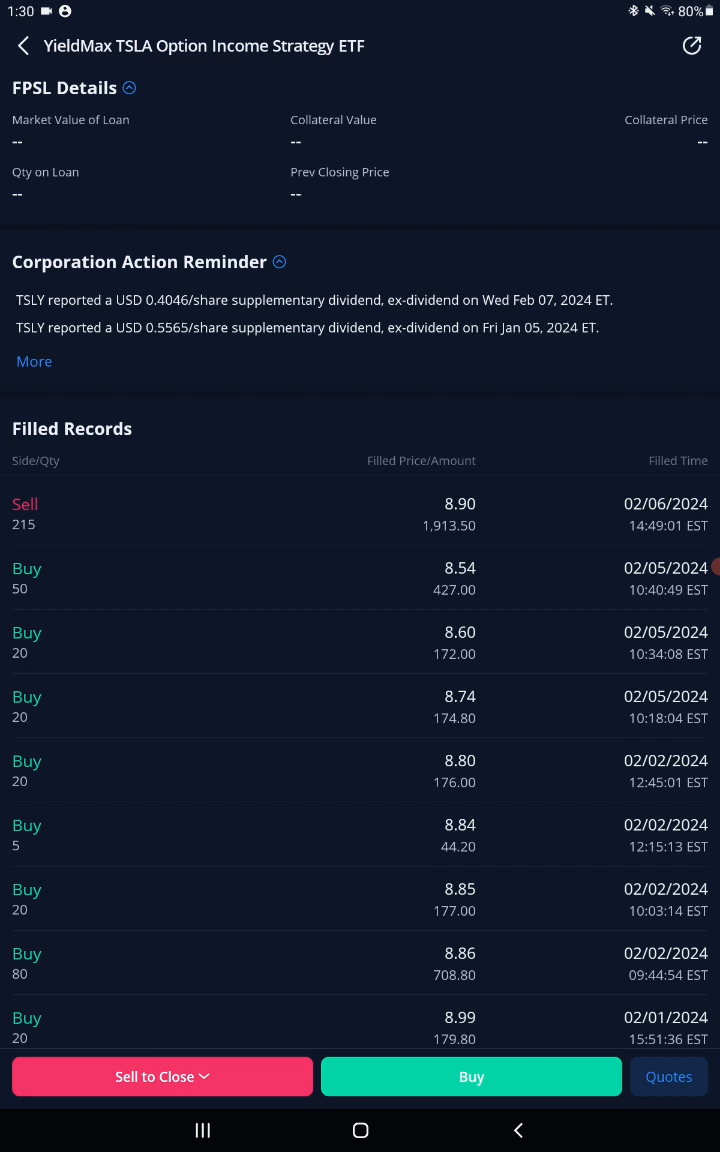 1:30 80%
YieldMax TSLA Option Income Strategy ETF
FPSL Details
Market Value of Loan Collateral Value Collateral Price
-- -- --
Qty on Loan Prev Closing Price
-- --
Corporation Action Reminder
TSLY reported a USD 0.4046/share supplementary dividend, ex-dividend on Wed Feb 07, 2024 ET.
TSLY reported a USD 0.5565/share supplementary dividend, ex-dividend on Fri Jan 05, 2024 ET.
More
Filled Records
Side/Qty Filled Price/Amount Filled Time
Sell 8.90 02/06/2024
215 1,913.50 14:49:01 EST
Buy 8.54 02/05/2024
50 427.00 10:40:49 EST
Buy 8.60 02/05/2024
20 172.00 10:34:08 EST
Buy 8.74 02/05/2024
20 174.80 10:18:04 EST
Buy 8.80 02/02/2024
20 176.00 12:45:01 EST
Buy 8.84 02/02/2024
5 44.20 12:15:13 EST
Buy 8.85 02/02/2024
20 177.00 10:03:14 EST
Buy 8.86 02/02/2024
80 708.80 09:44:54 EST
Buy 8.99 02/01/2024
20 179.80 15:51:36 EST
Sell to Close Buy Quotes